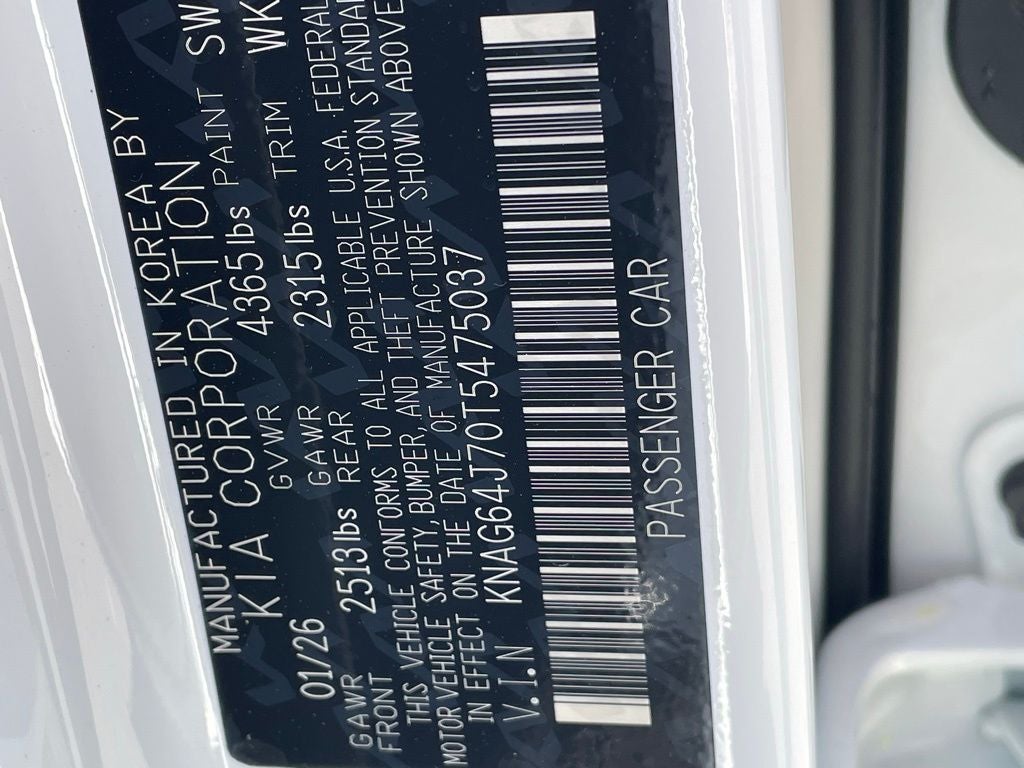 MANUFACTURED IN KOREA BY
KIA CORPORATION
01/26 GVWR 4365lbs PAINT SW
GAWR FRONT 2513lbs GAWR REAR 2315lbs TRIM WK
THIS VEHICLE CONFORMS TO ALL APPLICABLE U.S.A. FEDERAL
MOTOR VEHICLE SAFETY, BUMPER, AND THEFT PREVENTION STANDAR
IN EFFECT ON THE DATE OF MANUFACTURE SHOWN ABOVE
V.I.N KNAG64J70T5475037
PASSENGER CAR